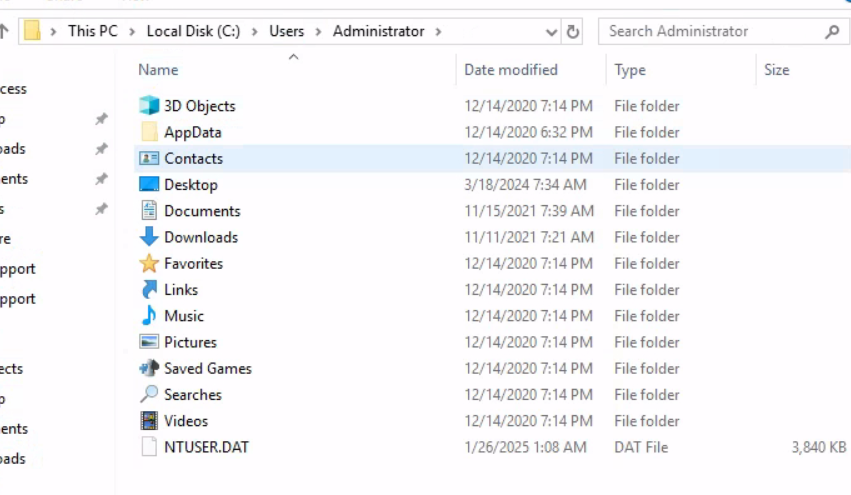 This PC > Local Disk (C:) > Users > Administrator >
Search Administrator
Name Date modified Type Size
3D Objects 12/14/2020 7:14 PM File folder
AppData 12/14/2020 6:32 PM File folder
Contacts 12/14/2020 7:14 PM File folder
Desktop 3/18/2024 7:34 AM File folder
Documents 11/15/2021 7:39 AM File folder
Downloads 11/11/2021 7:21 AM File folder
Favorites 12/14/2020 7:14 PM File folder
Links 12/14/2020 7:14 PM File folder
Music 12/14/2020 7:14 PM File folder
Pictures 12/14/2020 7:14 PM File folder
Saved Games 12/14/2020 7:14 PM File folder
Searches 12/14/2020 7:14 PM File folder
Videos 12/14/2020 7:14 PM File folder
NTUSER.DAT 1/26/2025 1:08 AM DAT File 3,840 KB
cess
p
oads
ents
s
re
pport
pport
ects
p
ents
oads